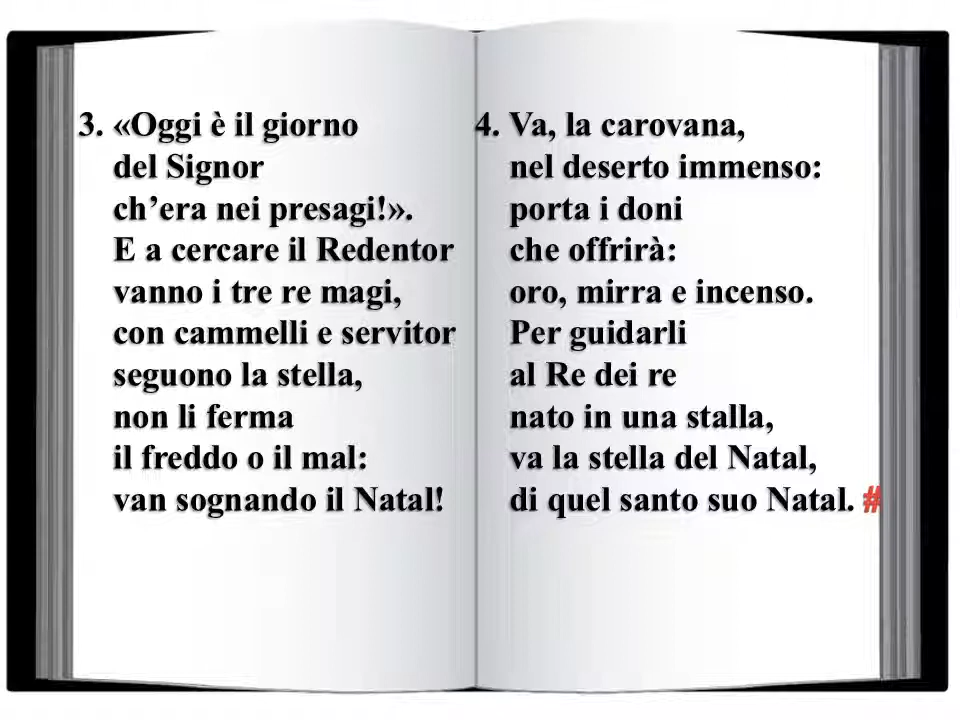 3. «Oggi è il giorno
del Signor
ch’era nei presagi!».
E a cercare il Redentor
vanno i tre re magi,
con cammelli e servitor
seguono la stella,
non li ferma
il freddo o il mal:
van sognando il Natal!
4. Va, la carovana,
nel deserto immenso:
porta i doni
che offrirà:
oro, mirra e incenso.
Per guidarli
al Re dei re
nato in una stalla,
va la stella del Natal,
di quel santo suo Natal. #